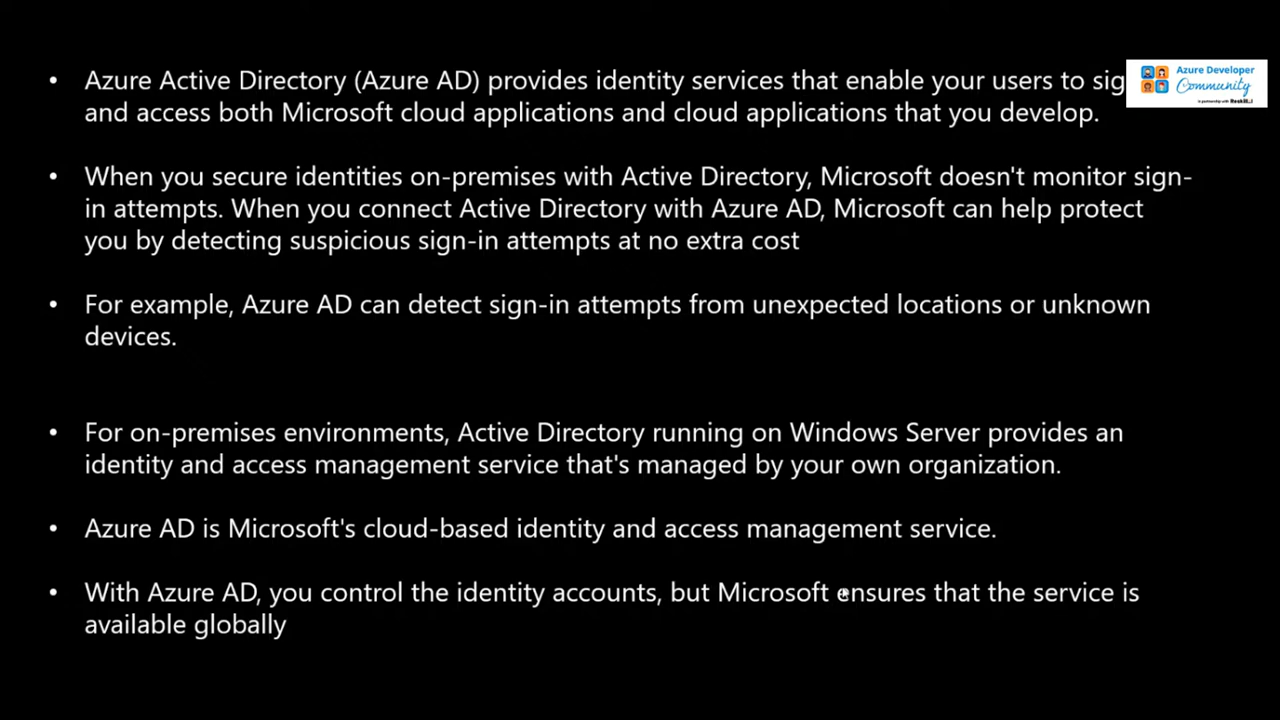 • Azure Active Directory (Azure AD) provides identity services that enable your users to sig
and access both Microsoft cloud applications and cloud applications that you develop.
• When you secure identities on-premises with Active Directory, Microsoft doesn't monitor sign-
in attempts. When you connect Active Directory with Azure AD, Microsoft can help protect
you by detecting suspicious sign-in attempts at no extra cost
• For example, Azure AD can detect sign-in attempts from unexpected locations or unknown
devices.
• For on-premises environments, Active Directory running on Windows Server provides an
identity and access management service that's managed by your own organization.
• Azure AD is Microsoft's cloud-based identity and access management service.
• With Azure AD, you control the identity accounts, but Microsoft ensures that the service is
available globally
Azure Developer
Community
in partnership with